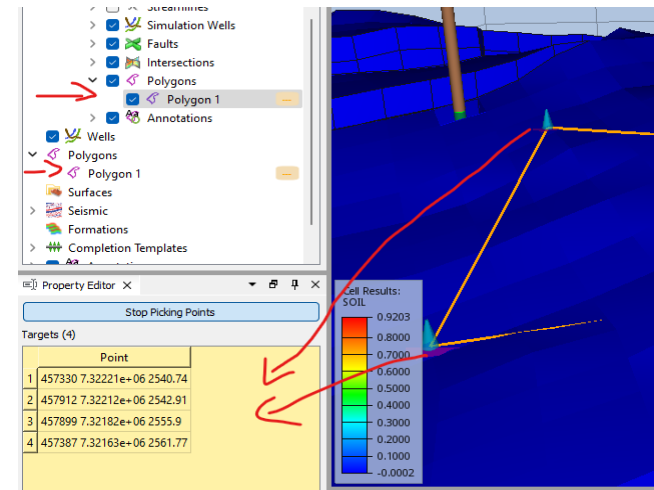 Streamlines
Simulation Wells
Faults
Intersections
Polygons
Polygon 1
Annotations
Wells
Polygons
Polygon 1
Surfaces
Seismic
Formations
Completion Templates
Property Editor
Stop Picking Points
Targets (4)
Point
1 457330 7.32221e+06 2540.74
2 457912 7.32212e+06 2542.91
3 457899 7.32182e+06 2555.9
4 457387 7.32163e+06 2561.77
Cell Results:
SOIL
0.9203
0.8000
0.7000
0.6000
0.5000
0.4000
0.3000
0.2000
0.1000
-0.0002